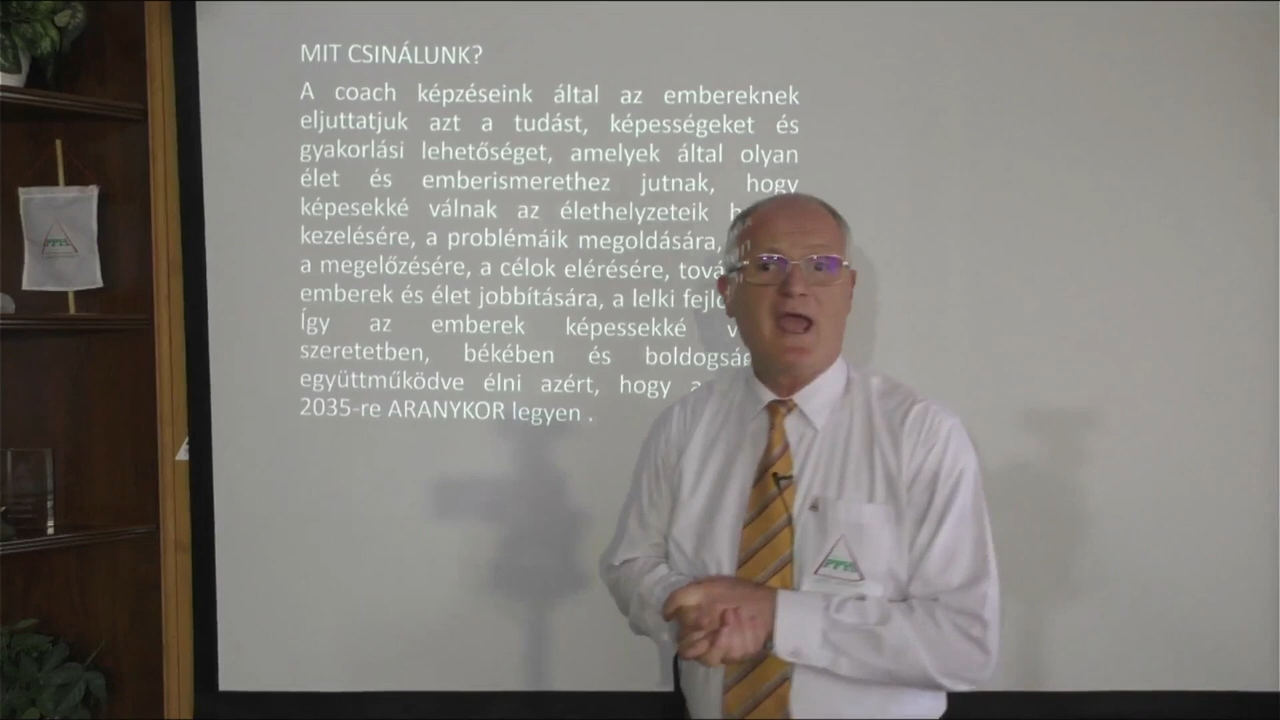 MIT CSINÁLUNK?
A coach képzéseink által az embereknek
eljuttatjuk azt a tudást, képességeket és
gyakorlási lehetőséget, amelyek által olyan
élet és emberismerethez jutnak, hogy
képesekké válnak az élethelyzeteik
kezelésére, a problémáik megoldására,
a megelőzésére, a célok elérésére,
emberek és élet jobbítására, a lelki
Így az emberek képessekké
szeretetben, békében és
együttműködve élni azért, hogy
2035-re ARANYKOR legyen .